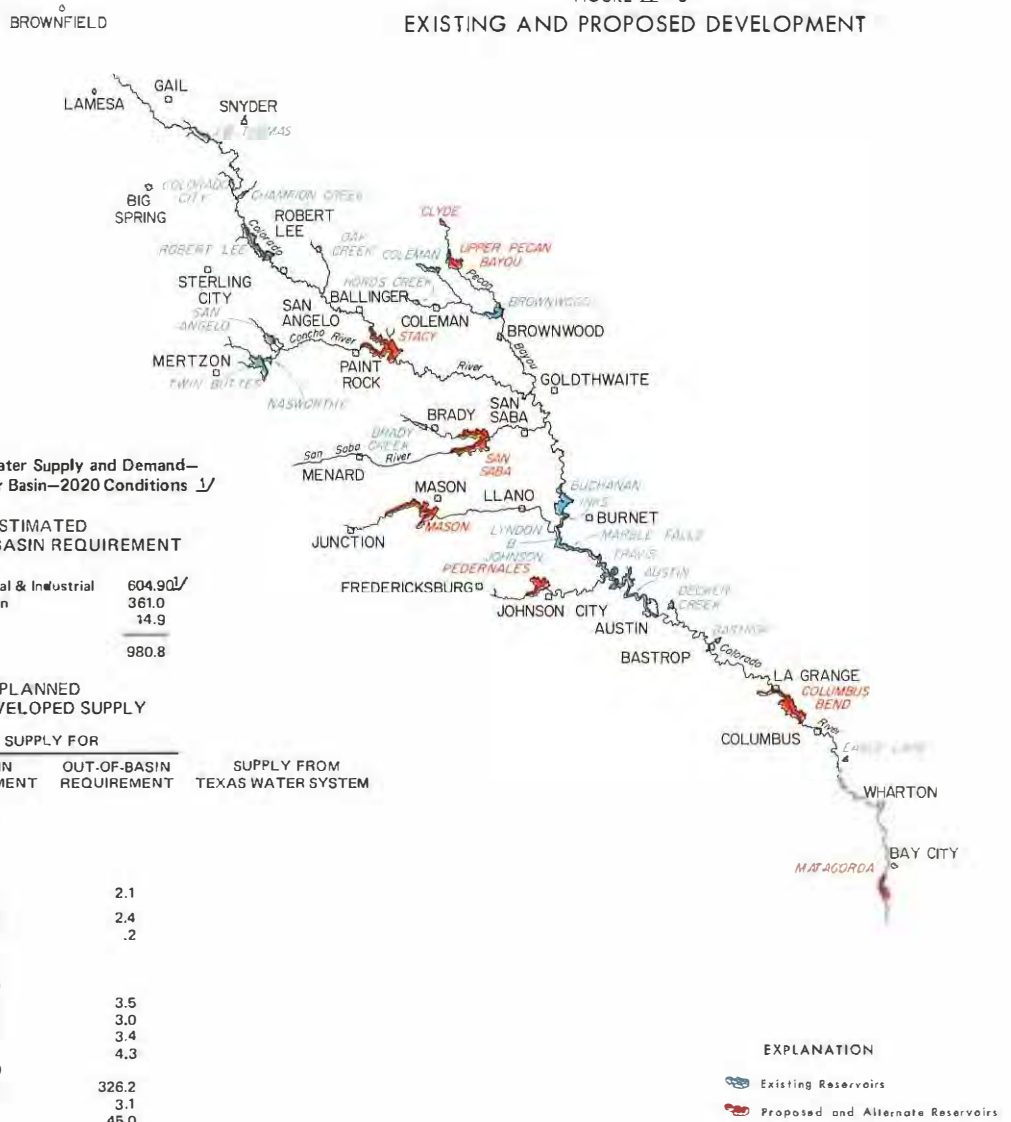 BROWNFIELD
EXISTING AND PROPOSED DEVELOPMENT
LAMESA
GAIL
SNYDER
THOMAS
BIG
SPRING
COLORADO
CITY
CHAMPION CREEK
ROBERT
LEE
Colorado
ROBERT LEE
OAK
CREEK
COLEMAN
CLYDE
UPPER PECAN
BAYOU
Pecan
HORDS CREEK
STERLING
CITY
SAN
ANGELO
BALLINGER
COLEMAN
BROWNWOOD
BROWNWOOD
Bayou
SAN
ANGELO
Concho River
STACY
MERTZON
TWIN BUTTES
NASWORTHY
PAINT
ROCK
River
GOLDTHWAITE
BRADY
SAN
SABA
BRADY
CREEK
San Saba
River
MENARD
SAN
SABA
ater Supply and Demand—
r Basin—2020 Conditions 1/
MASON
LLANO
BUCHANAN
INKS
BURNET
STIMATED
BASIN REQUIREMENT
JUNCTION
MASON
LYNDON
B
JOHNSON
MARBLE FALLS
TRAVIS
al & Industrial 604.901/
n 361.0
14.9
980.8
PEDERNALES
FREDERICKSBURG
JOHNSON CITY
AUSTIN
DECKER
CREEK
AUSTIN
BASTROP
BASTROP
Colorado
PLANNED
VELOPED SUPPLY
LA GRANGE
COLUMBUS
BEND
SUPPLY FOR
IN OUT-OF-BASIN SUPPLY FROM
MENT REQUIREMENT TEXAS WATER SYSTEM
COLUMBUS
River
EAGLE LAKE
WHARTON
BAY CITY
MATAGORDA
2.1
2.4
.2
3.5
3.0
3.4
4.3
326.2
3.1
45.0
EXPLANATION
Existing Reservoirs
Proposed and Alternate Reservoirs